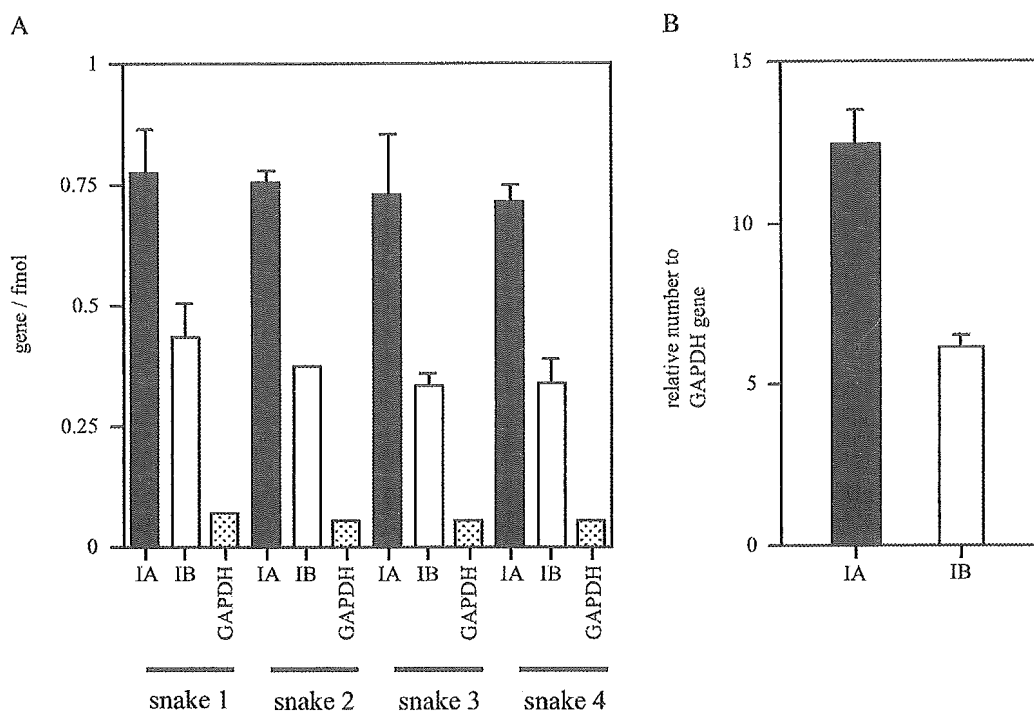 A
gene / fmol
1
0.75
0.5
0.25
0
IA IB GAPDH IA IB GAPDH IA IB GAPDH IA IB GAPDH
snake 1 snake 2 snake 3 snake 4
B
relative number to
GAPDH gene
15
10
5
0
IA IB